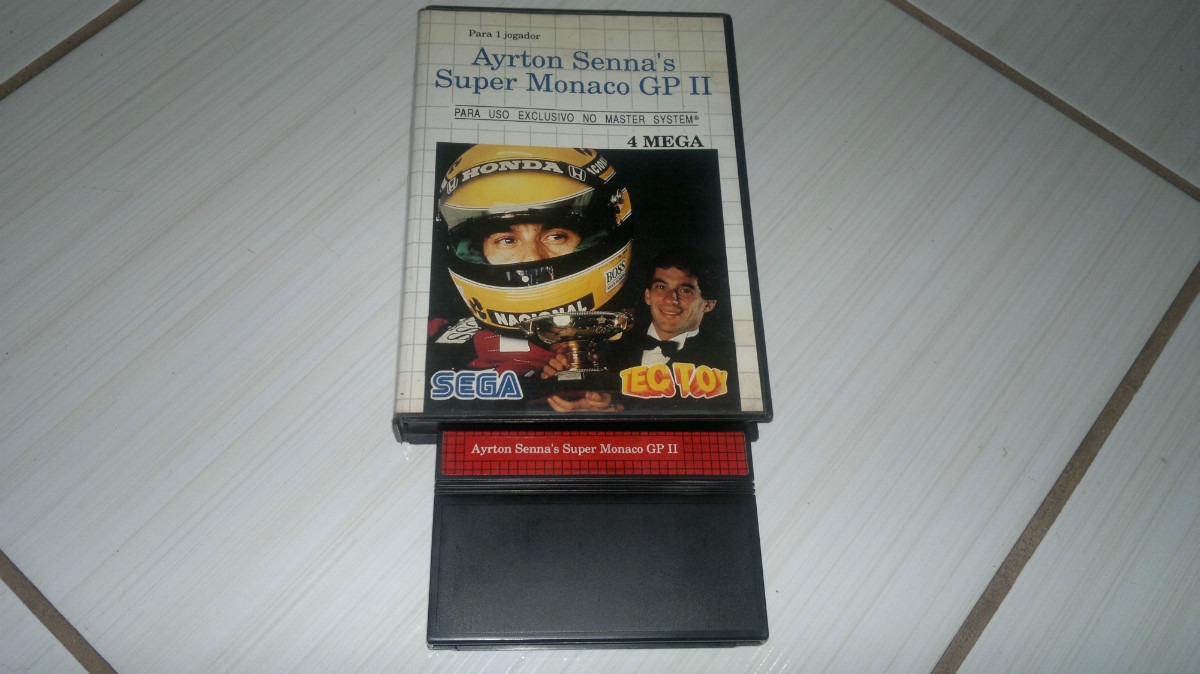 Para 1 jogador
Ayrton Senna's
Super Monaco GP II
PARA USO EXCLUSIVO NO MASTER SYSTEM®
4 MEGA
HONDA
NACIONAL
BOSS
SEGA
TEC TOY
Ayrton Senna's Super Monaco GP II